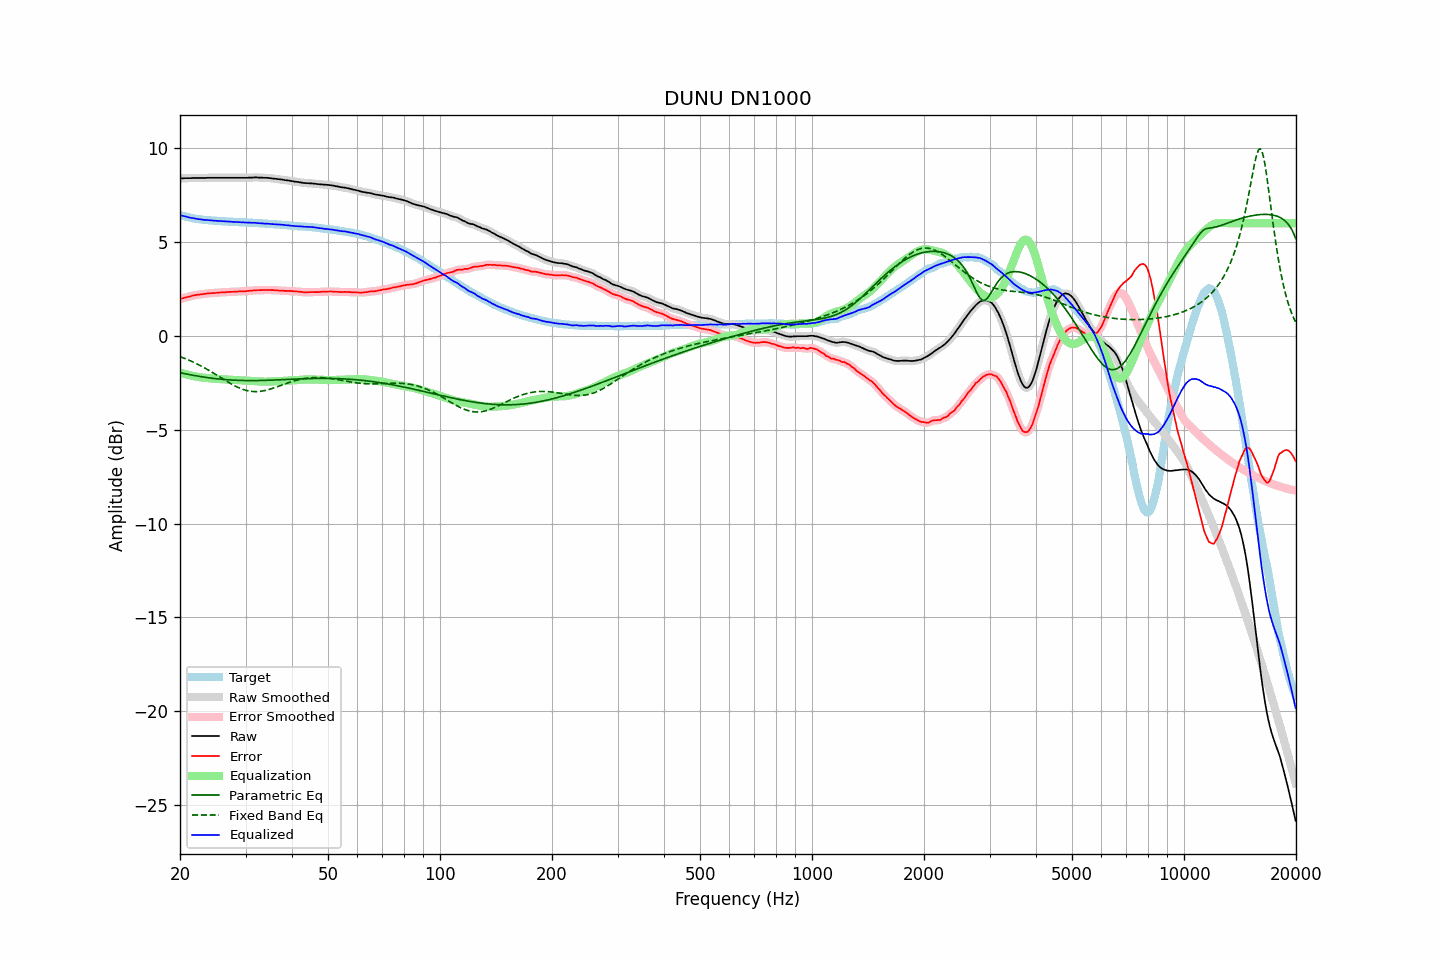 DUNU DN1000
Amplitude (dBr)
10
5
0
−5
−10
−15
−20
−25
Target
Raw Smoothed
Error Smoothed
Raw
Error
Equalization
Parametric Eq
Fixed Band Eq
Equalized
20 50 100 200 500 1000 2000 5000 10000 20000
Frequency (Hz)